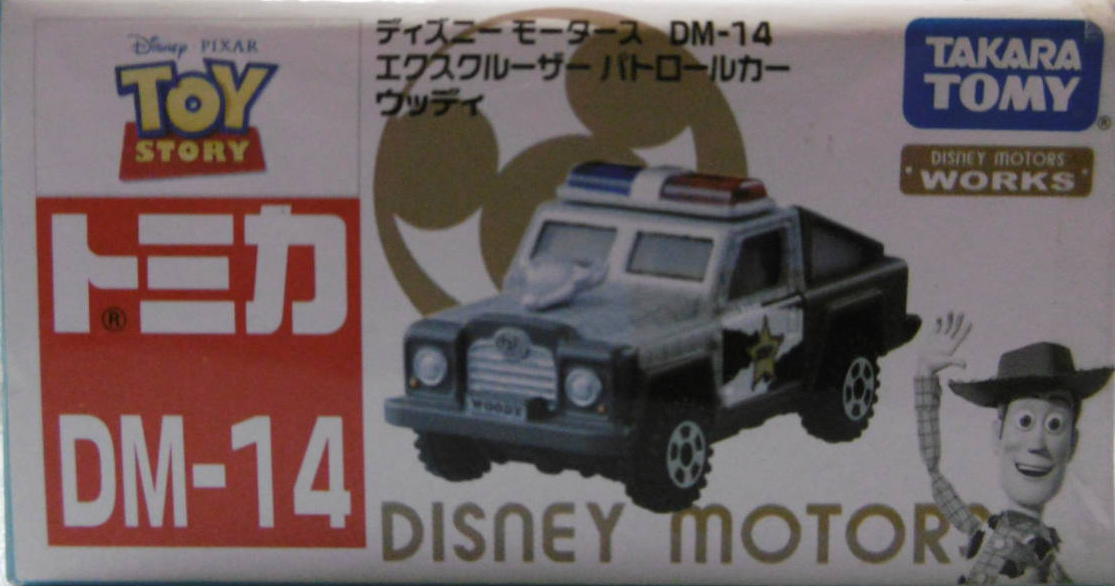 Disney PIXAR
TOY
STORY
トミカ
®
DM-14
ディズニー モータース DM-14
エクスクルーザー パトロールカー
ウッディ
TAKARA
TOMY
®
DISNEY MOTORS
WORKS
WOODY
DISNEY MOTORS